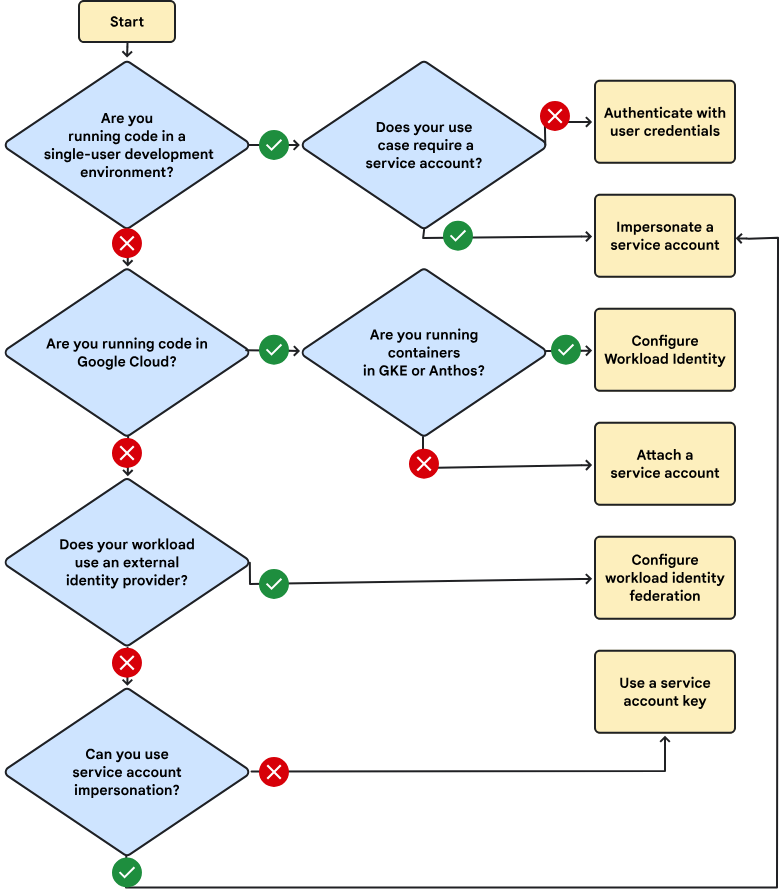 Start
Are you
running code in a
single-user development
environment?
Does your use
case require a
service account?
Authenticate with
user credentials
Impersonate a
service account
Are you running code in
Google Cloud?
Are you running
containers
in GKE or Anthos?
Configure
Workload Identity
Attach a
service account
Does your workload
use an external
identity provider?
Configure
workload identity
federation
Use a service
account key
Can you use
service account
impersonation?